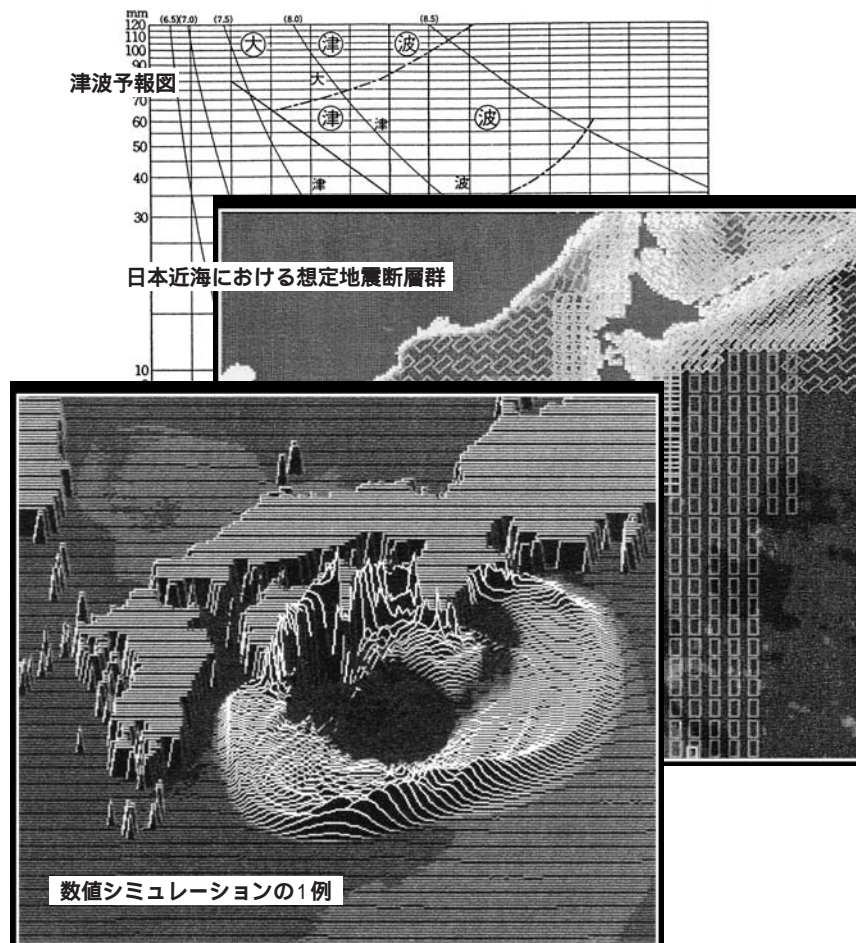 mm
(6.5)(7.0) (7.5) (8.0) (8.5)
120
110
100
90
大 津 波
津波予報図
大
70
60
津 波
津
50
40
津 波
30
日本近海における想定地震断層群
10
数値シミュレーションの1例